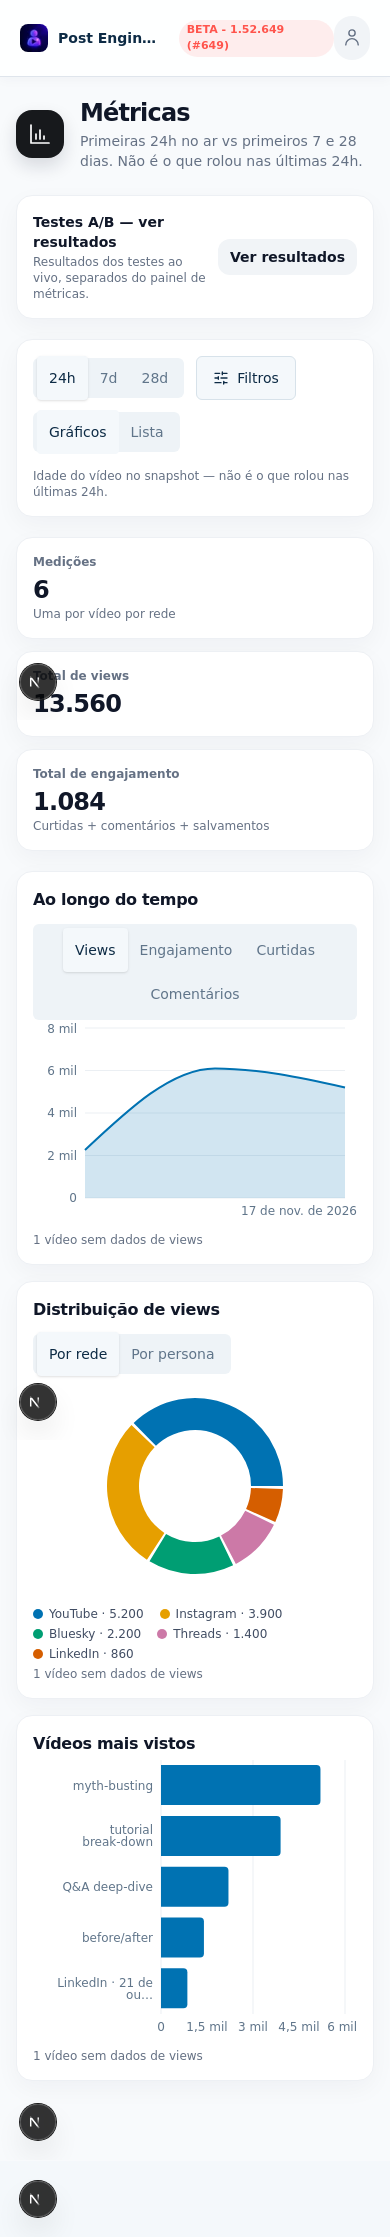 Post Engin…
BETA - 1.52.649
(#649)
Métricas
Primeiras 24h no ar vs primeiros 7 e 28
dias. Não é o que rolou nas últimas 24h.
Testes A/B — ver
resultados
Resultados dos testes ao
vivo, separados do painel de
métricas.
Ver resultados
24h 7d 28d Filtros
Gráficos Lista
Idade do vídeo no snapshot — não é o que rolou nas
últimas 24h.
Medições
6
Uma por vídeo por rede
Total de views
13.560
Total de engajamento
1.084
Curtidas + comentários + salvamentos
Ao longo do tempo
Views Engajamento Curtidas
Comentários
8 mil
6 mil
4 mil
2 mil
0
17 de nov. de 2026
1 vídeo sem dados de views
Distribuição de views
Por rede Por persona
N
YouTube · 5.200 Instagram · 3.900
Bluesky · 2.200 Threads · 1.400
LinkedIn · 860
1 vídeo sem dados de views
Vídeos mais vistos
myth-busting
tutorial
break-down
Q&A deep-dive
before/after
LinkedIn · 21 de
ou…
0 1,5 mil 3 mil 4,5 mil 6 mil
1 vídeo sem dados de views
N
N